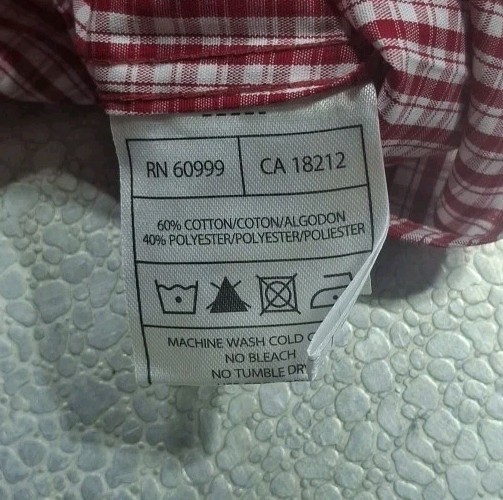 RN 60999 CA 18212
60% COTTON/COTON/ALGODON
40% POLYESTER/POLYESTER/POLIESTER
MACHINE WASH COLD
NO BLEACH
NO TUMBLE DRY